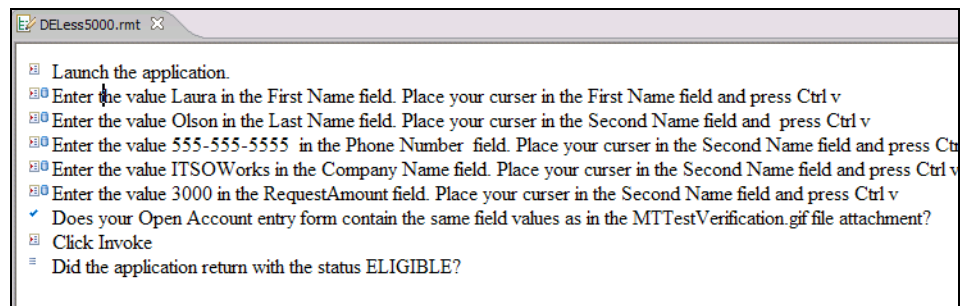 DELess5000.rmt
Launch the application.
Enter the value Laura in the First Name field. Place your curser in the First Name field and press Ctrl v
Enter the value Olson in the Last Name field. Place your curser in the Second Name field and  press Ctrl v
Enter the value 555-555-5555  in the Phone Number  field. Place your curser in the Second Name field and press Ctr
Enter the value ITSOWorks in the Company Name field. Place your curser in the Second Name field and press Ctrl v
Enter the value 3000 in the RequestAmount field. Place your curser in the Second Name field and press Ctrl v
Does your Open Account entry form contain the same field values as in the MTTestVerification.gif file attachment?
Click Invoke
Did the application return with the status ELIGIBLE?